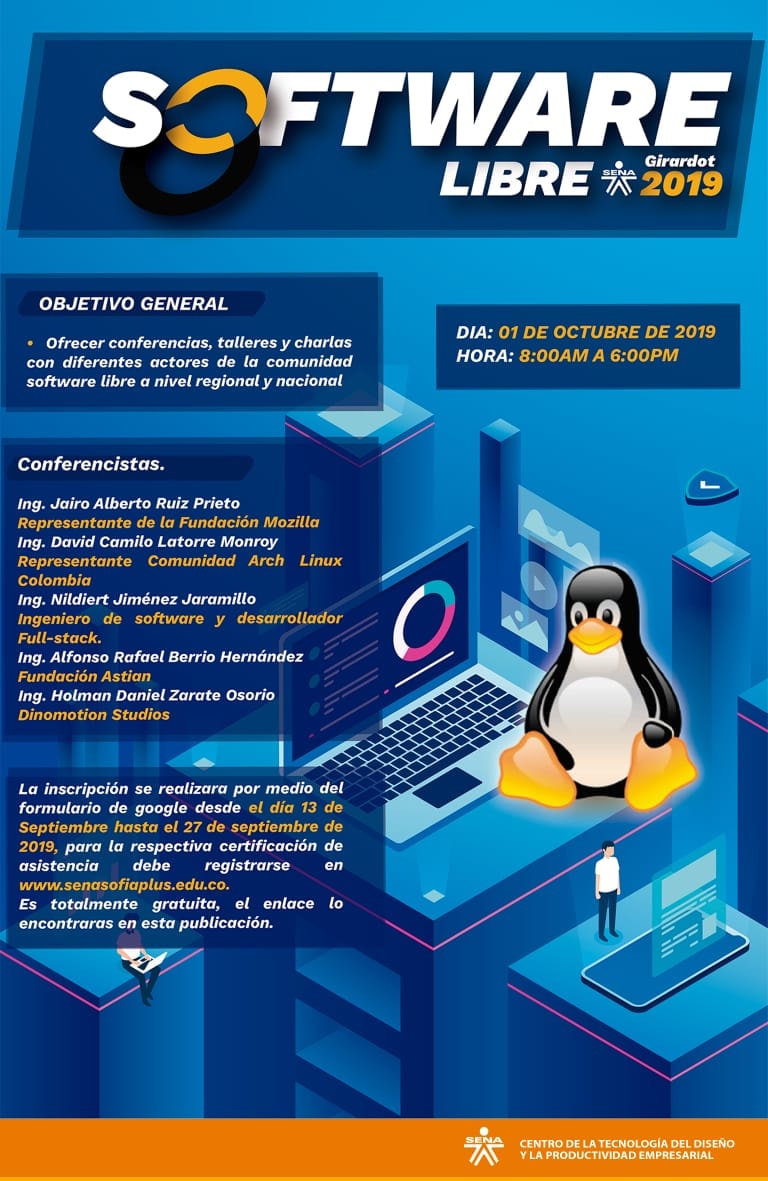 SOFTWARE
LIBRE SENA Girardot 2019
OBJETIVO GENERAL
• Ofrecer conferencias, talleres y charlas
con diferentes actores de la comunidad
software libre a nivel regional y nacional
DIA: 01 DE OCTUBRE DE 2019
HORA: 8:00AM A 6:00PM
Conferencistas.
Ing. Jairo Alberto Ruiz Prieto
Representante de la Fundación Mozilla
Ing. David Camilo Latorre Monroy
Representante Comunidad Arch Linux
Colombia
Ing. Nildiert Jiménez Jaramillo
Ingeniero de software y desarrollador
Full-stack.
Ing. Alfonso Rafael Berrio Hernández
Fundación Astian
Ing. Holman Daniel Zarate Osorio
Dinomotion Studios
La inscripción se realizara por medio del
formulario de google desde el día 13 de
Septiembre hasta el 27 de septiembre de
2019, para la respectiva certificación de
asistencia debe registrarse en
www.senasofiaplus.edu.co.
Es totalmente gratuita, el enlace lo
encontraras en esta publicación.
SENA
CENTRO DE LA TECNOLOGÍA DEL DISEÑO
Y LA PRODUCTIVIDAD EMPRESARIAL